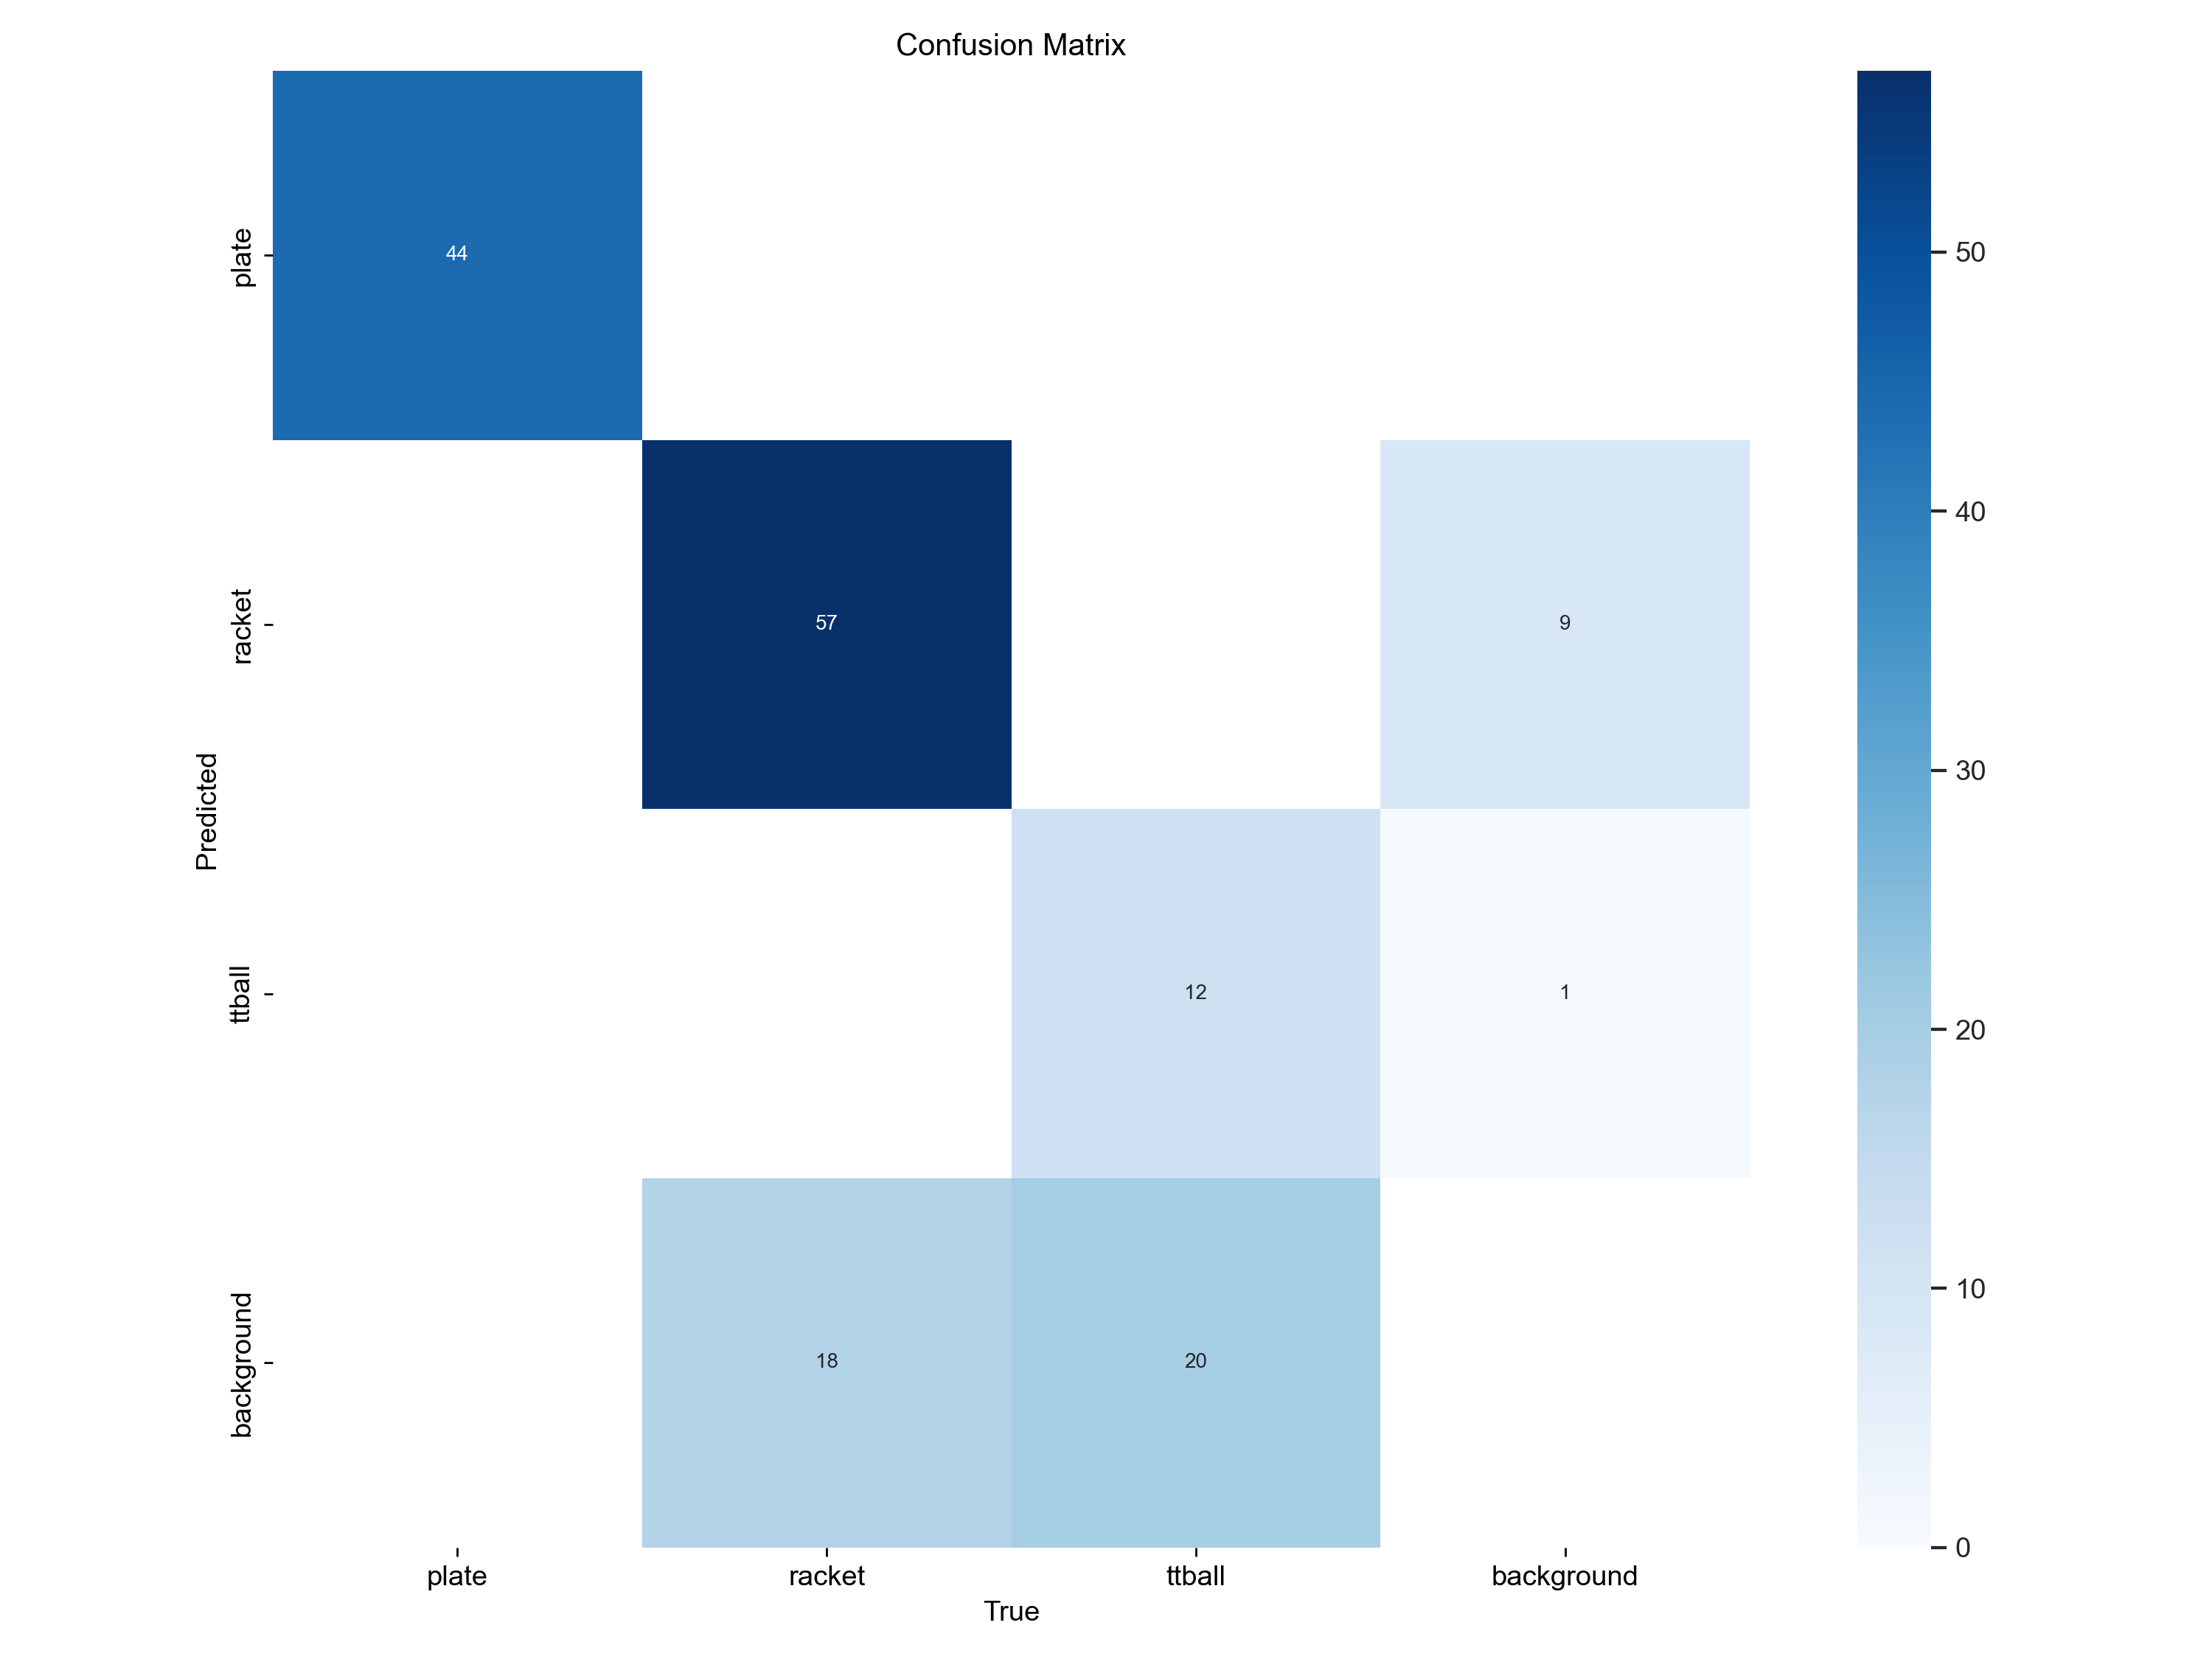 Confusion Matrix
plate
44
racket
57
9
Predicted
ttball
12
1
background
18
20
plate
racket
ttball
background
True
50
40
30
20
10
0